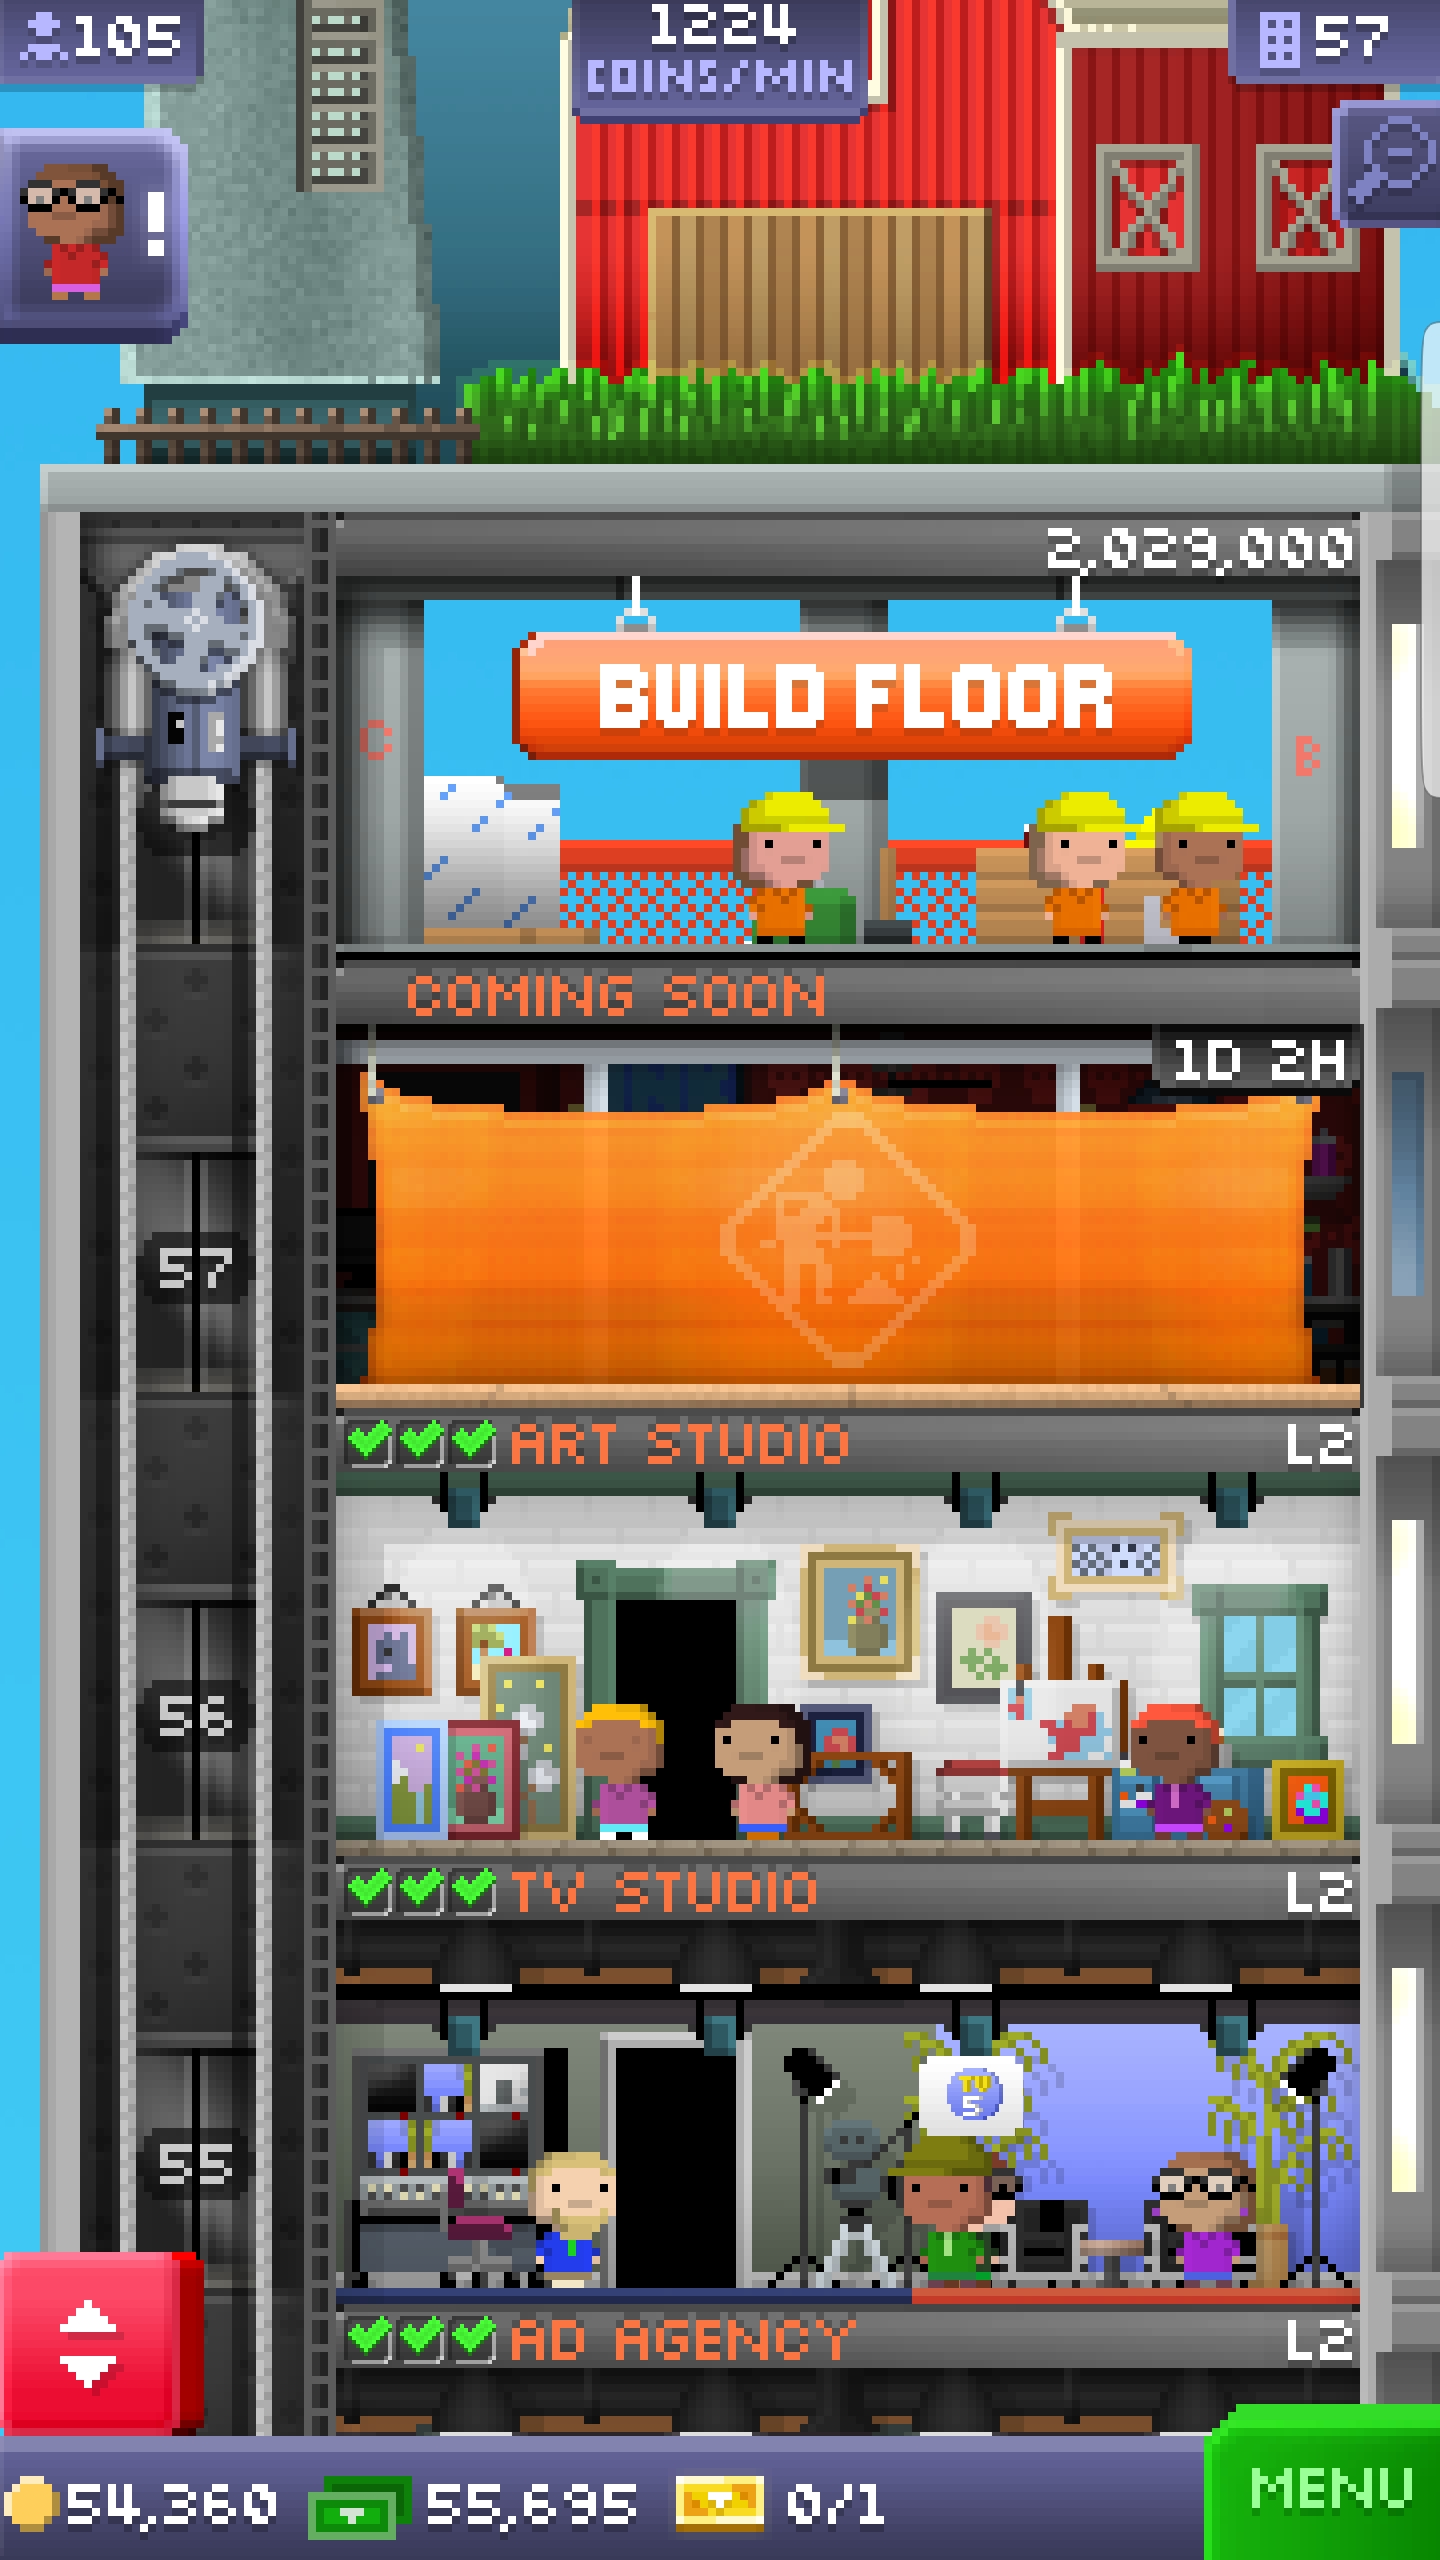 105
1224
COINS/MIN
57
!
2,029,000
BUILD FLOOR
C
B
COMING SOON
1D 2H
57
ART STUDIO
L2
56
TV STUDIO
L2
TV
5
55
AD AGENCY
L2
54,360
55,695
0/1
MENU